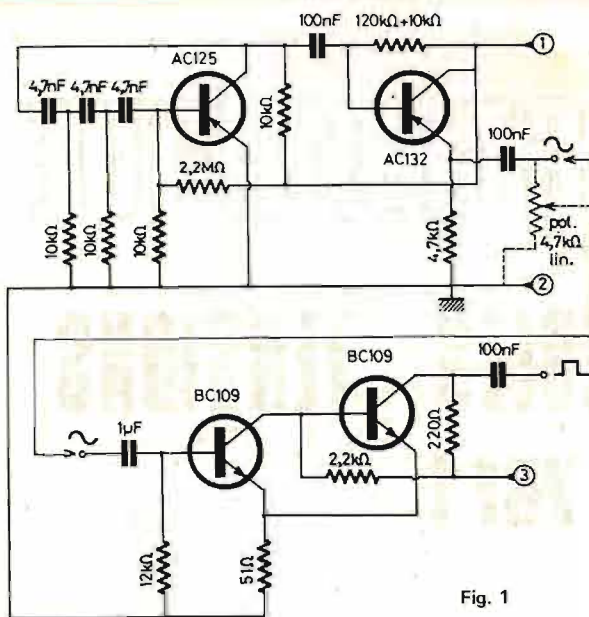 100nF
120kΩ+10kΩ
①
AC125
4,7nF 4,7nF 4,7nF
10kΩ
AC132
100nF
2,2MΩ
10kΩ
10kΩ
10kΩ
4,7kΩ
pot.
4,7kΩ
lin.
②
BC109
100nF
BC109
1µF
220Ω
2,2kΩ
③
12kΩ
51Ω
Fig. 1